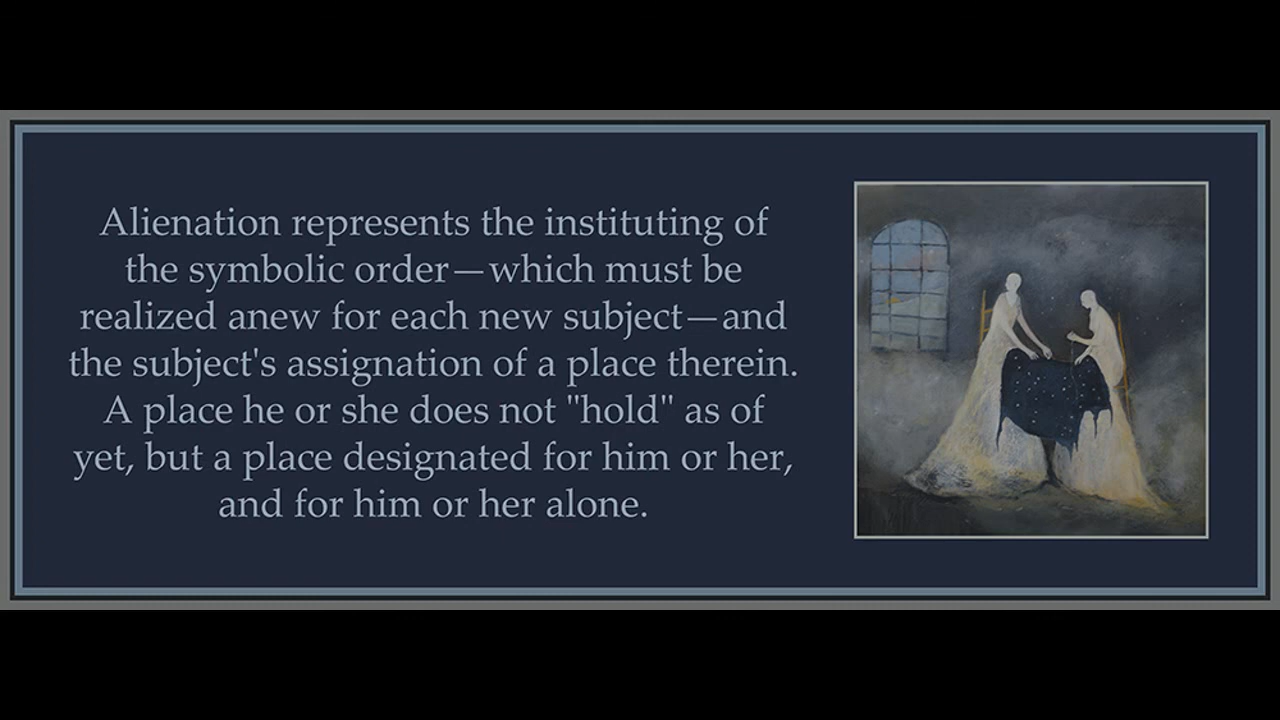 Alienation represents the instituting of
the symbolic order—which must be
realized anew for each new subject—and
the subject's assignation of a place therein.
A place he or she does not "hold" as of
yet, but a place designated for him or her,
and for him or her alone.